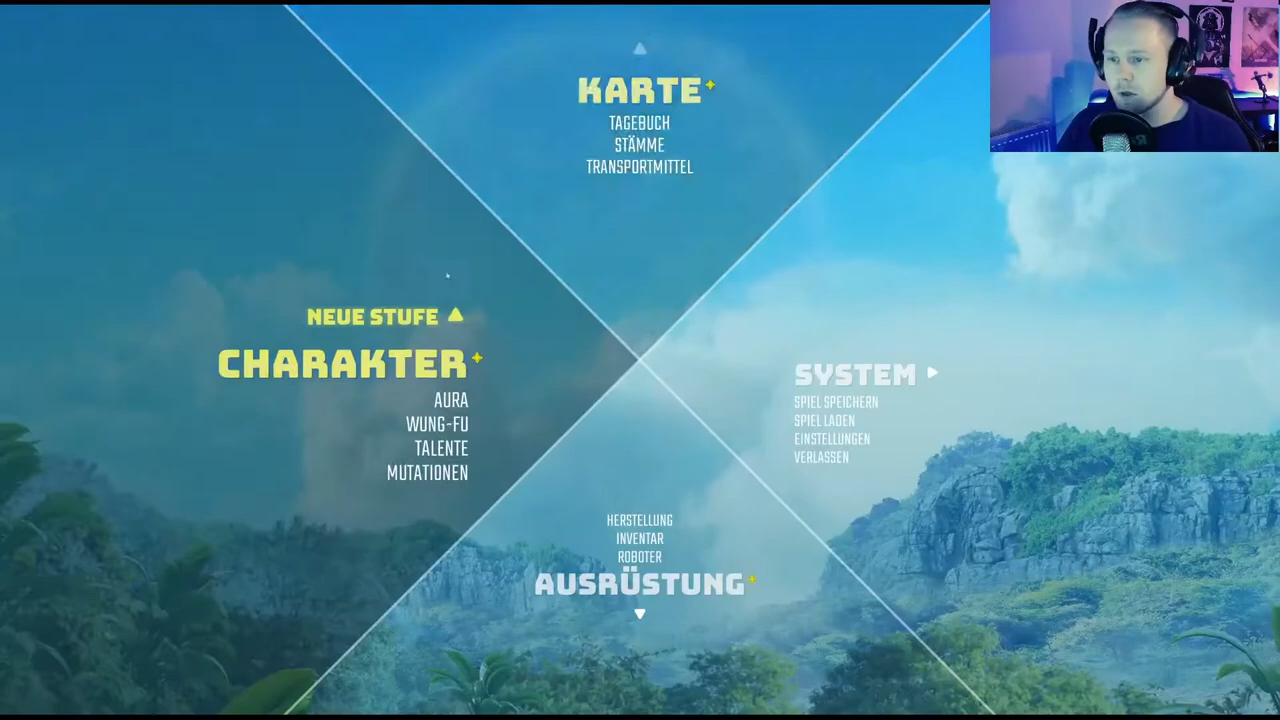 KARTE
TAGEBUCH
STÄMME
TRANSPORTMITTEL
NEUE STUFE
CHARAKTER
AURA
WUNG-FU
TALENTE
MUTATIONEN
SYSTEM
SPIEL SPEICHERN
SPIEL LADEN
EINSTELLUNGEN
VERLASSEN
HERSTELLUNG
INVENTAR
ROBOTER
AUSRÜSTUNG